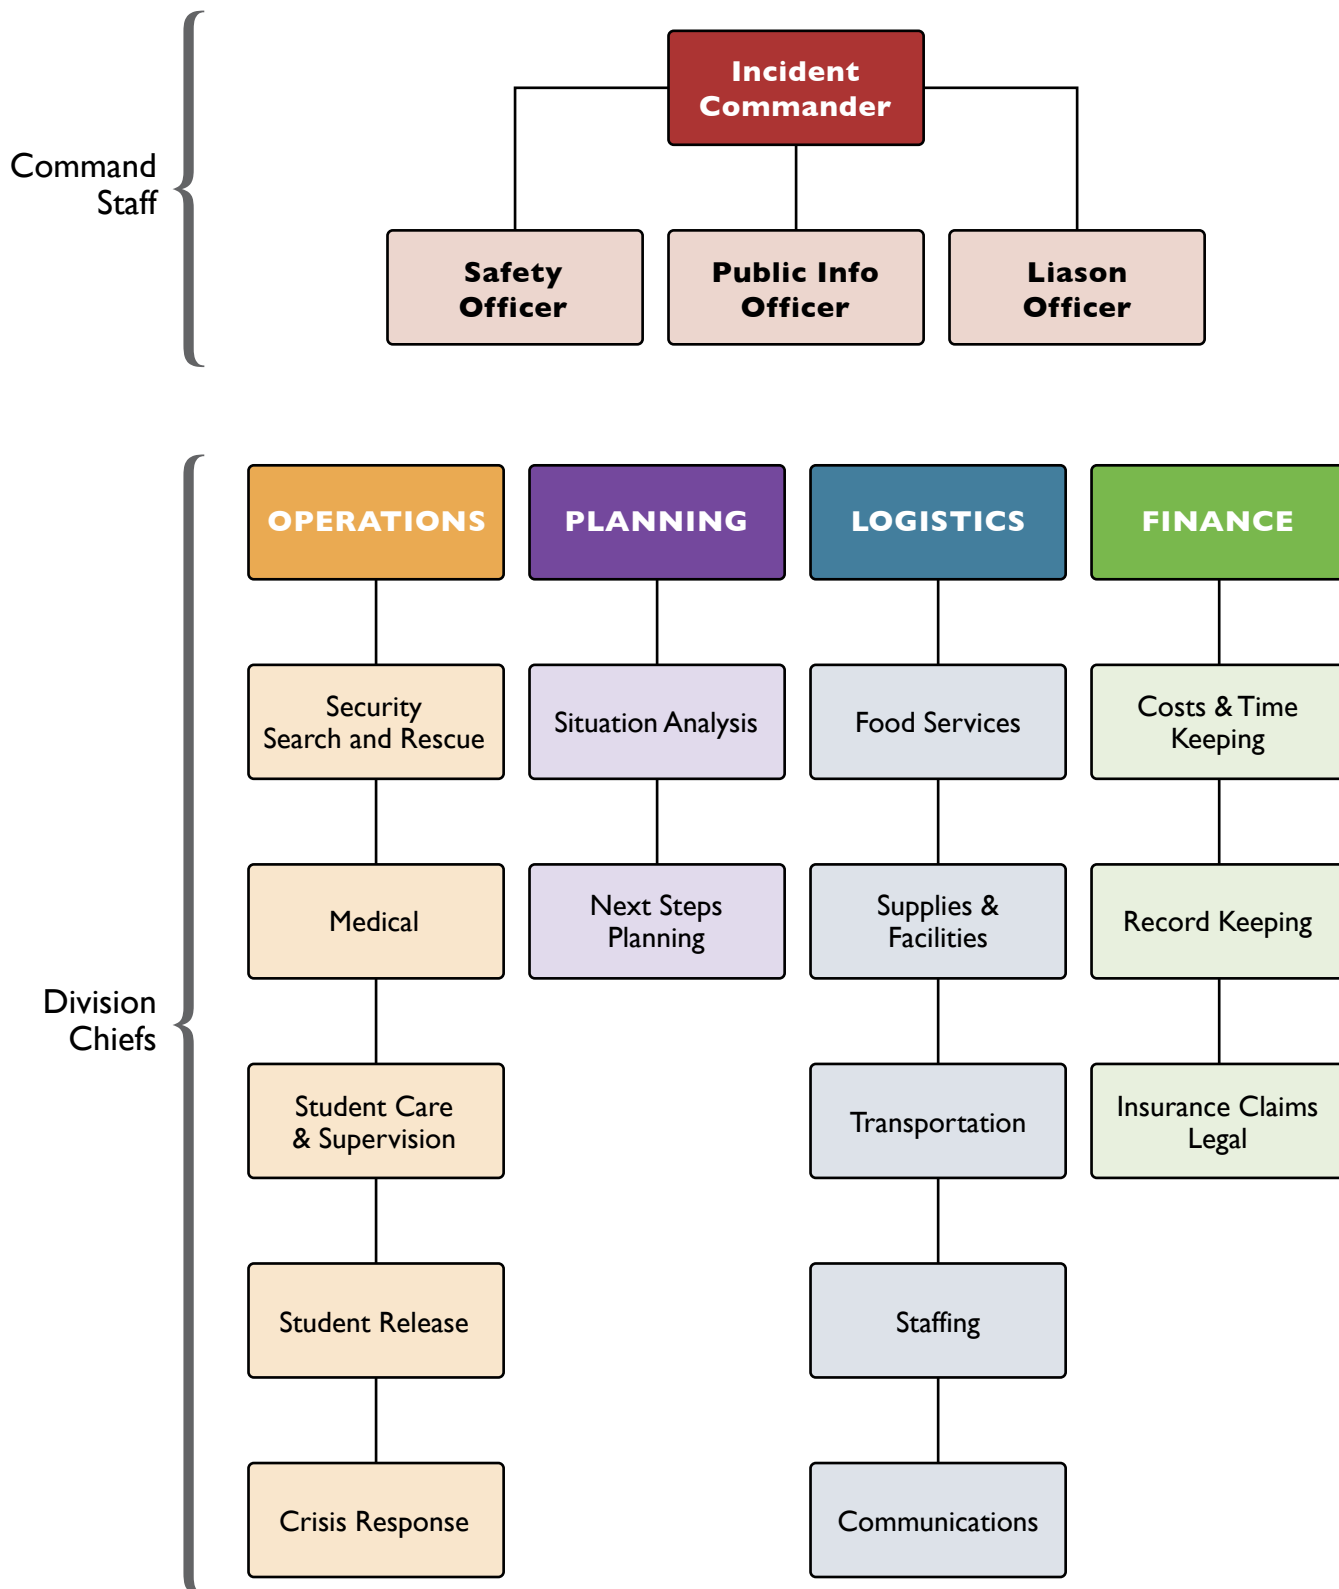 Incident
Commander
Command
Staff
Safety
Officer
Public Info
Officer
Liason
Officer
OPERATIONS
PLANNING
LOGISTICS
FINANCE
Security
Search and Rescue
Situation Analysis
Food Services
Costs & Time
Keeping
Medical
Next Steps
Planning
Supplies &
Facilities
Record Keeping
Division
Chiefs
Student Care
& Supervision
Transportation
Insurance Claims
Legal
Student Release
Staffing
Crisis Response
Communications